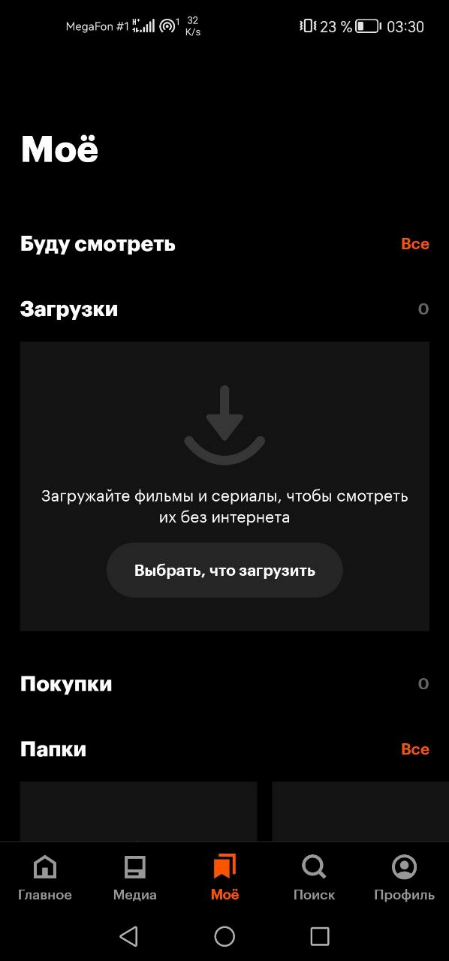 MegaFon #1 H+ 1 32 K/s 23 % 03:30
Моё
Буду смотреть Все
Загрузки 0
Загружайте фильмы и сериалы, чтобы смотреть
их без интернета
Выбрать, что загрузить
Покупки 0
Папки Все
Главное Медиа Моё Поиск Профиль